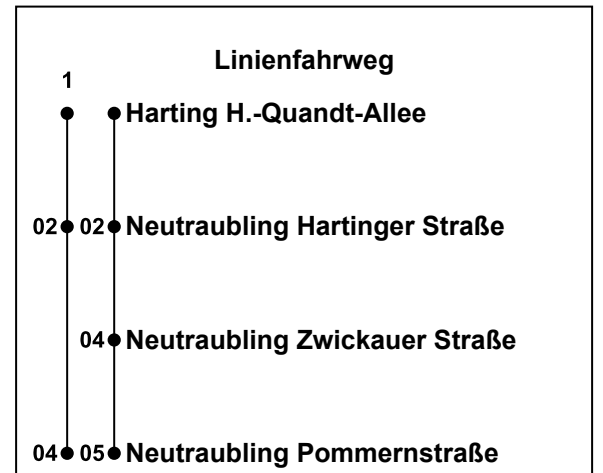 Linienfahrweg
1
Harting H.-Quandt-Allee
02 02 Neutraubling Hartinger Straße
04 Neutraubling Zwickauer Straße
04 05 Neutraubling Pommernstraße